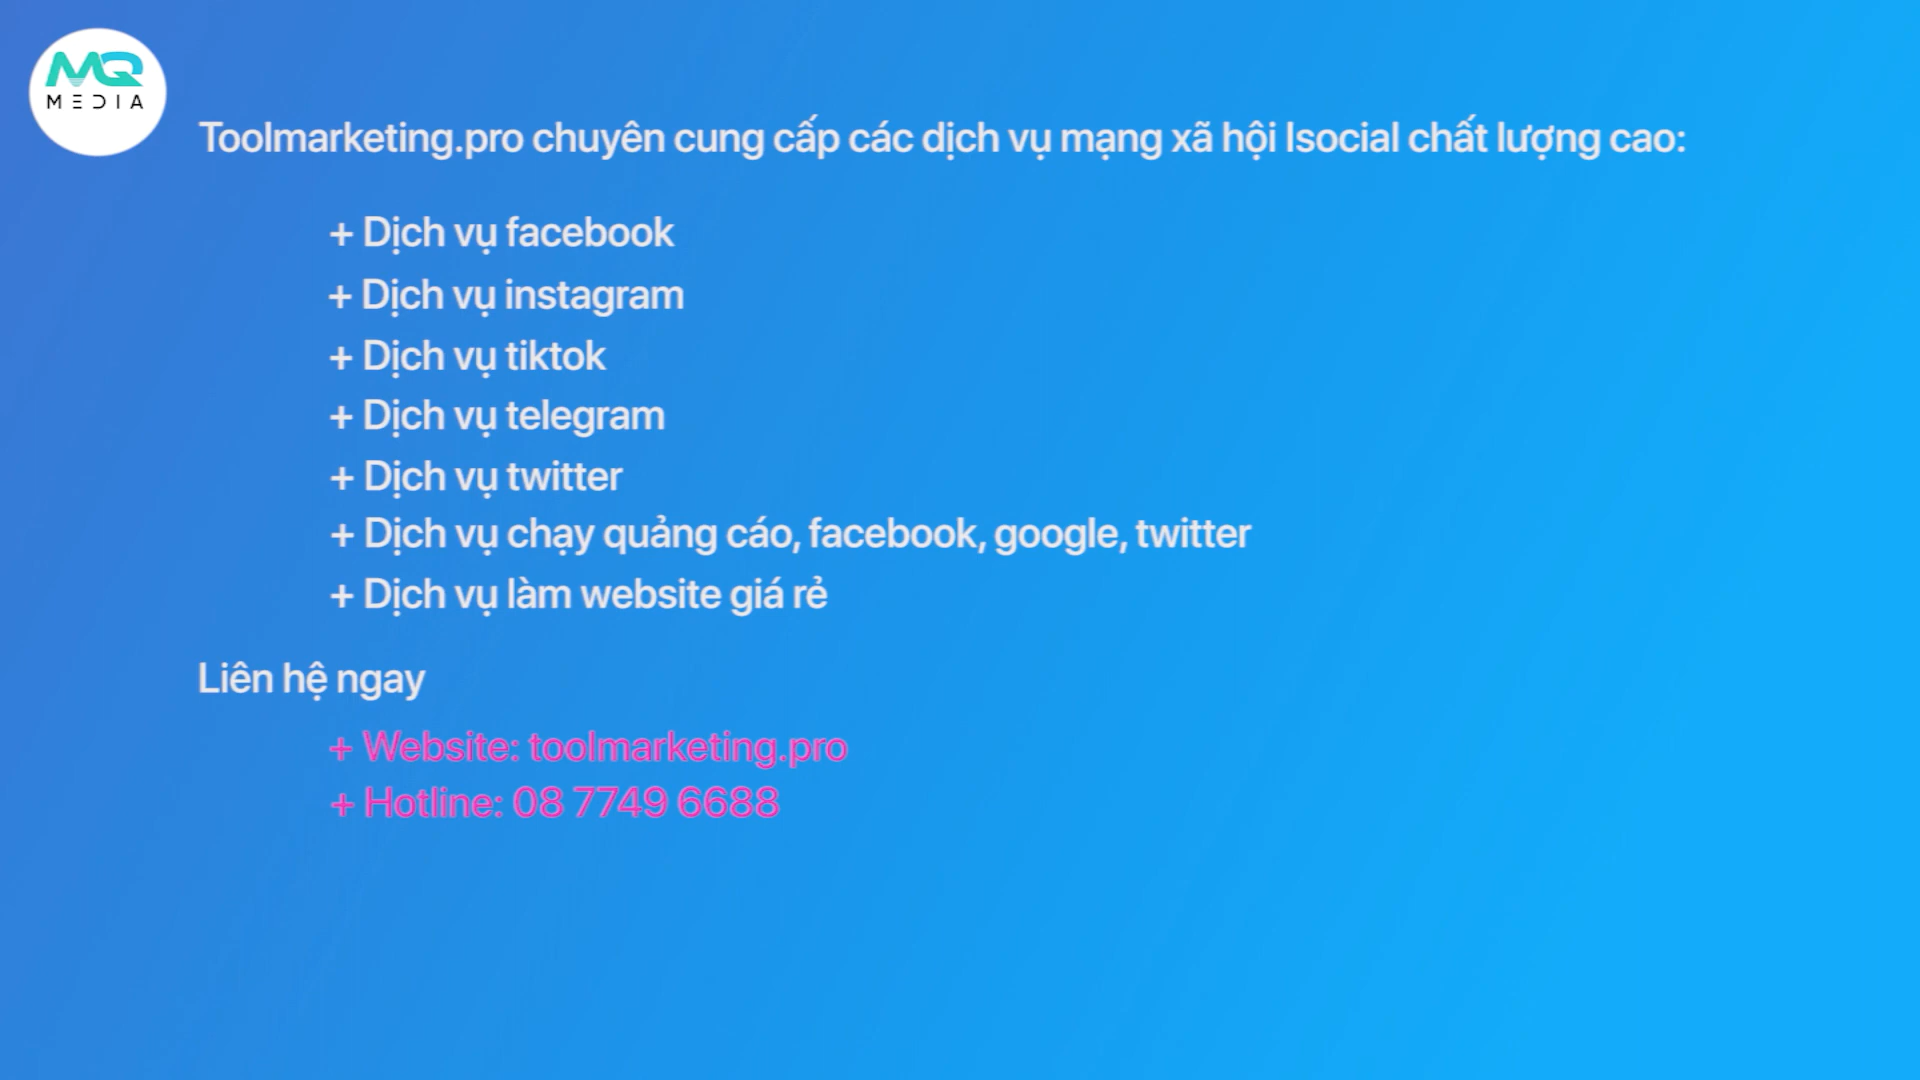 MQ
MEDIA
Toolmarketing.pro chuyên cung cấp các dịch vụ mạng xã hội Isocial chất lượng cao:
+ Dịch vụ facebook
+ Dịch vụ instagram
+ Dịch vụ tiktok
+ Dịch vụ telegram
+ Dịch vụ twitter
+ Dịch vụ chạy quảng cáo, facebook, google, twitter
+ Dịch vụ làm website giá rẻ
Liên hệ ngay
+ Website: toolmarketing.pro
+ Hotline: 08 7749 6688